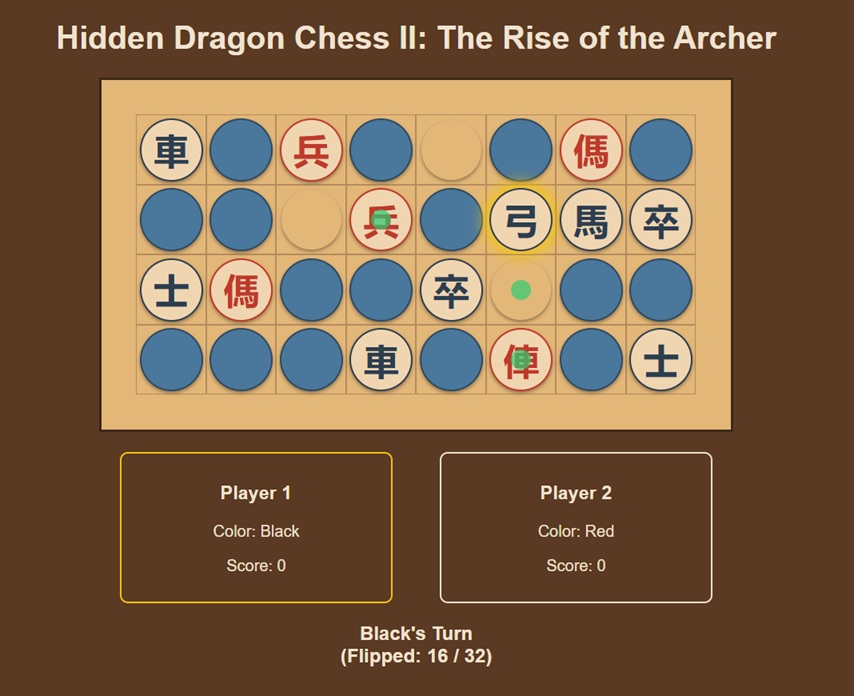 Hidden Dragon Chess II: The Rise of the Archer
車 兵 傌
兵 弓 馬 卒
士 傌 卒
車 俥 士
Player 1
Color: Black
Score: 0
Player 2
Color: Red
Score: 0
Black's Turn
(Flipped: 16 / 32)